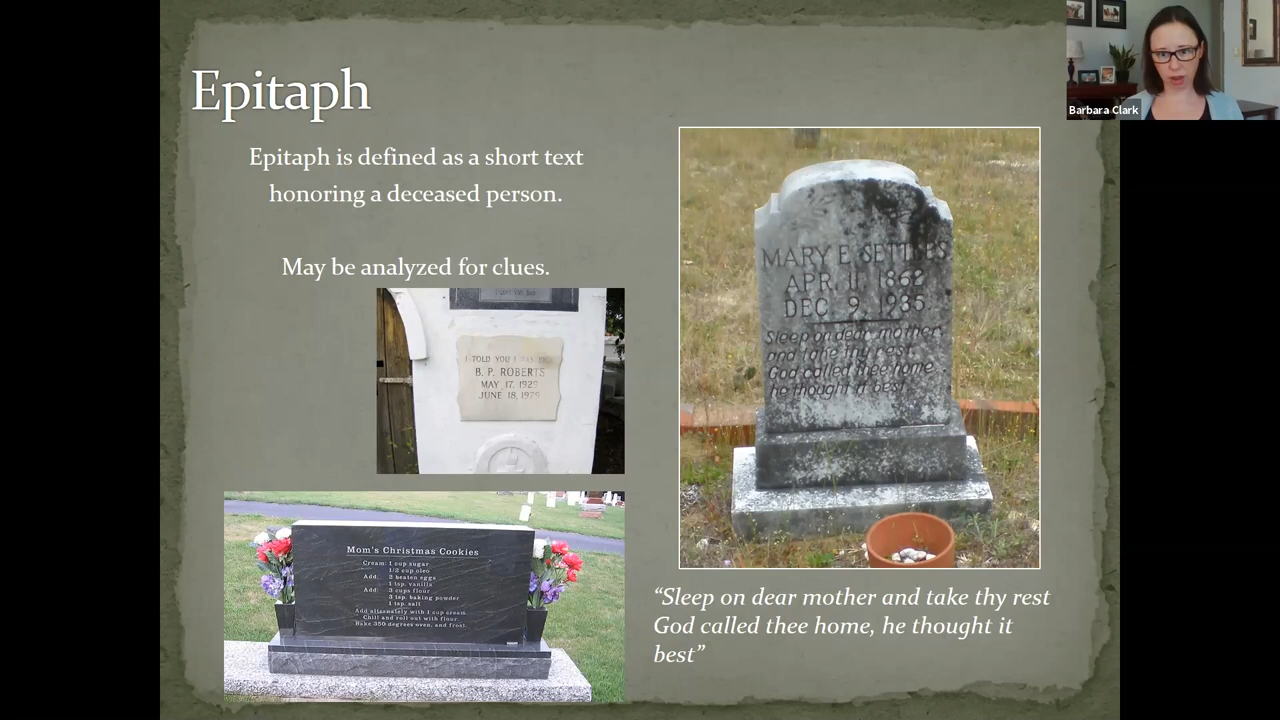 Epitaph
Barbara Clark
Epitaph is defined as a short text
honoring a deceased person.
May be analyzed for clues.
I TOLD YOU I WAS
B. P. ROBERTS
MAY 17, 1929
JUNE 18, 1979
Mom's Christmas Cookies
Cream: 1 cup sugar
1/2 cup oleo
Add: 2 beaten eggs
1 tsp. vanilla
Add: 3 cups flour
3 tsp. baking powder
1 tsp. salt
Add alternately with 1 cup cream
Chill and roll out with flour.
Bake 350 degrees oven, and frost.
MARY E. SETTLES
APR. 11, 1862
DEC. 9, 1935
Sleep on dear mother
and take thy rest
God called thee home
he thought it best
“Sleep on dear mother and take thy rest
God called thee home, he thought it
best”